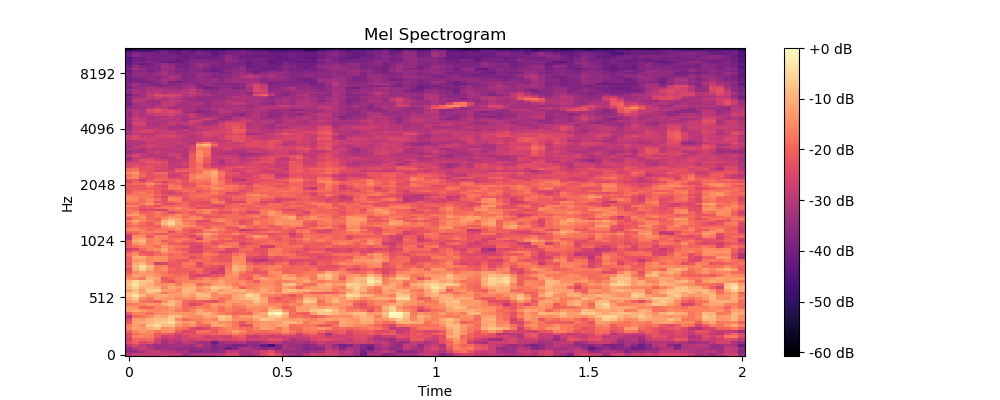 Mel Spectrogram
Hz
8192
4096
2048
1024
512
0
0 0.5 1 1.5 2
Time
+0 dB
-10 dB
-20 dB
-30 dB
-40 dB
-50 dB
-60 dB